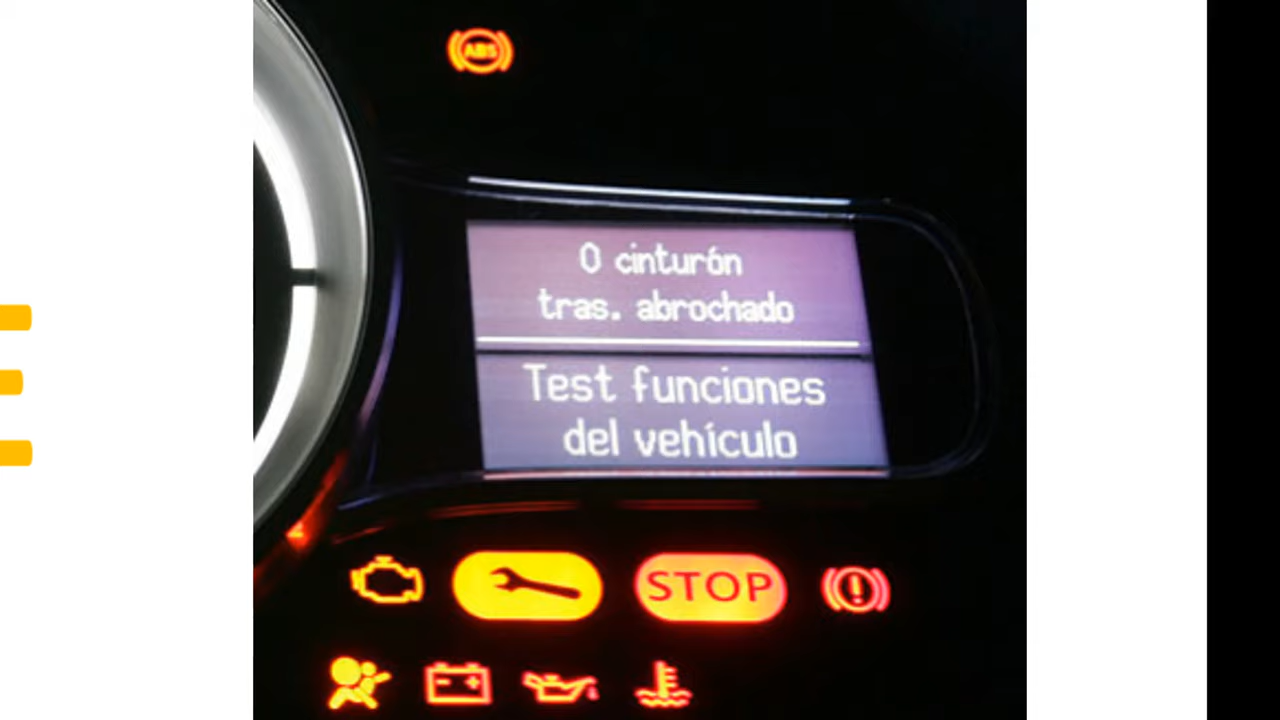 ABS
0 cinturón
tras. abrochado
Test funciones
del vehículo
STOP